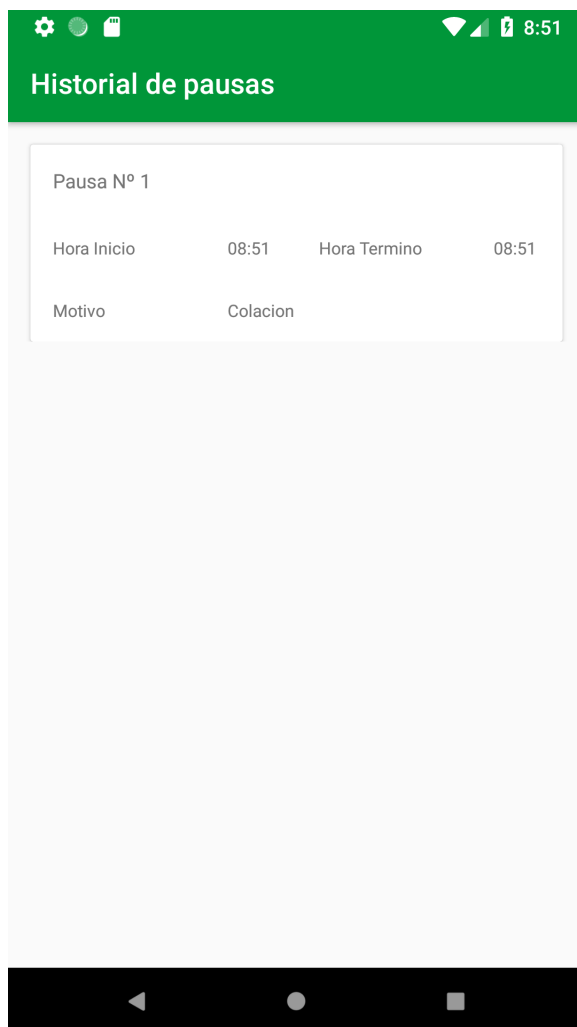 8:51
Historial de pausas
Pausa Nº 1
Hora Inicio 08:51 Hora Termino 08:51
Motivo Colacion